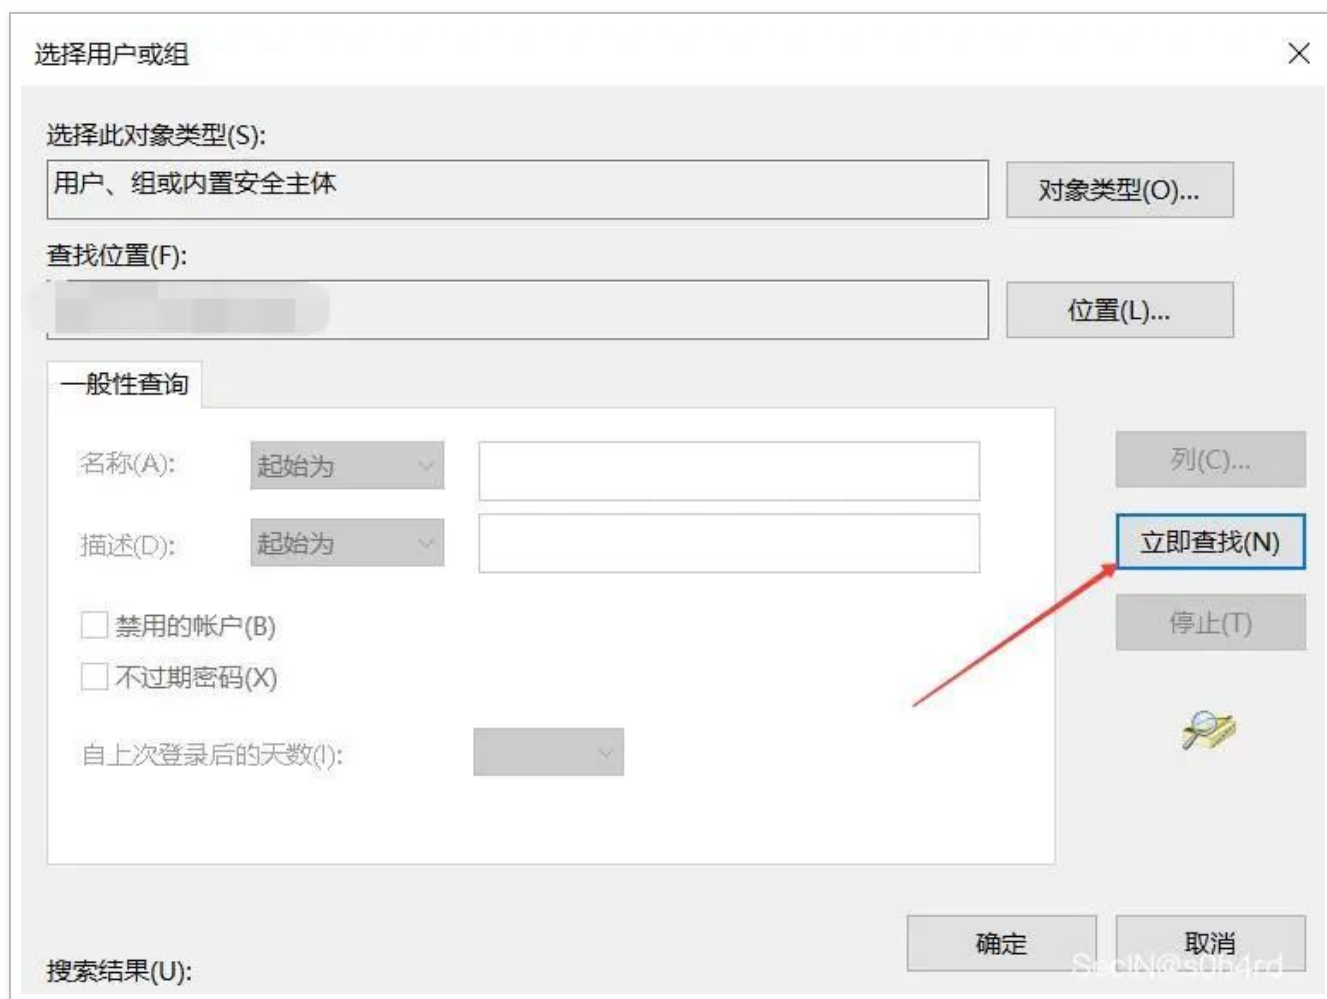 选择用户或组
选择此对象类型(S):
用户、组或内置安全主体
对象类型(O)...
查找位置(F):
位置(L)...
一般性查询
名称(A):
起始为
列(C)...
描述(D):
起始为
立即查找(N)
禁用的帐户(B)
停止(T)
不过期密码(X)
自上次登录后的天数(I):
确定
取消
SecIN@s0h4rd
搜索结果(U):